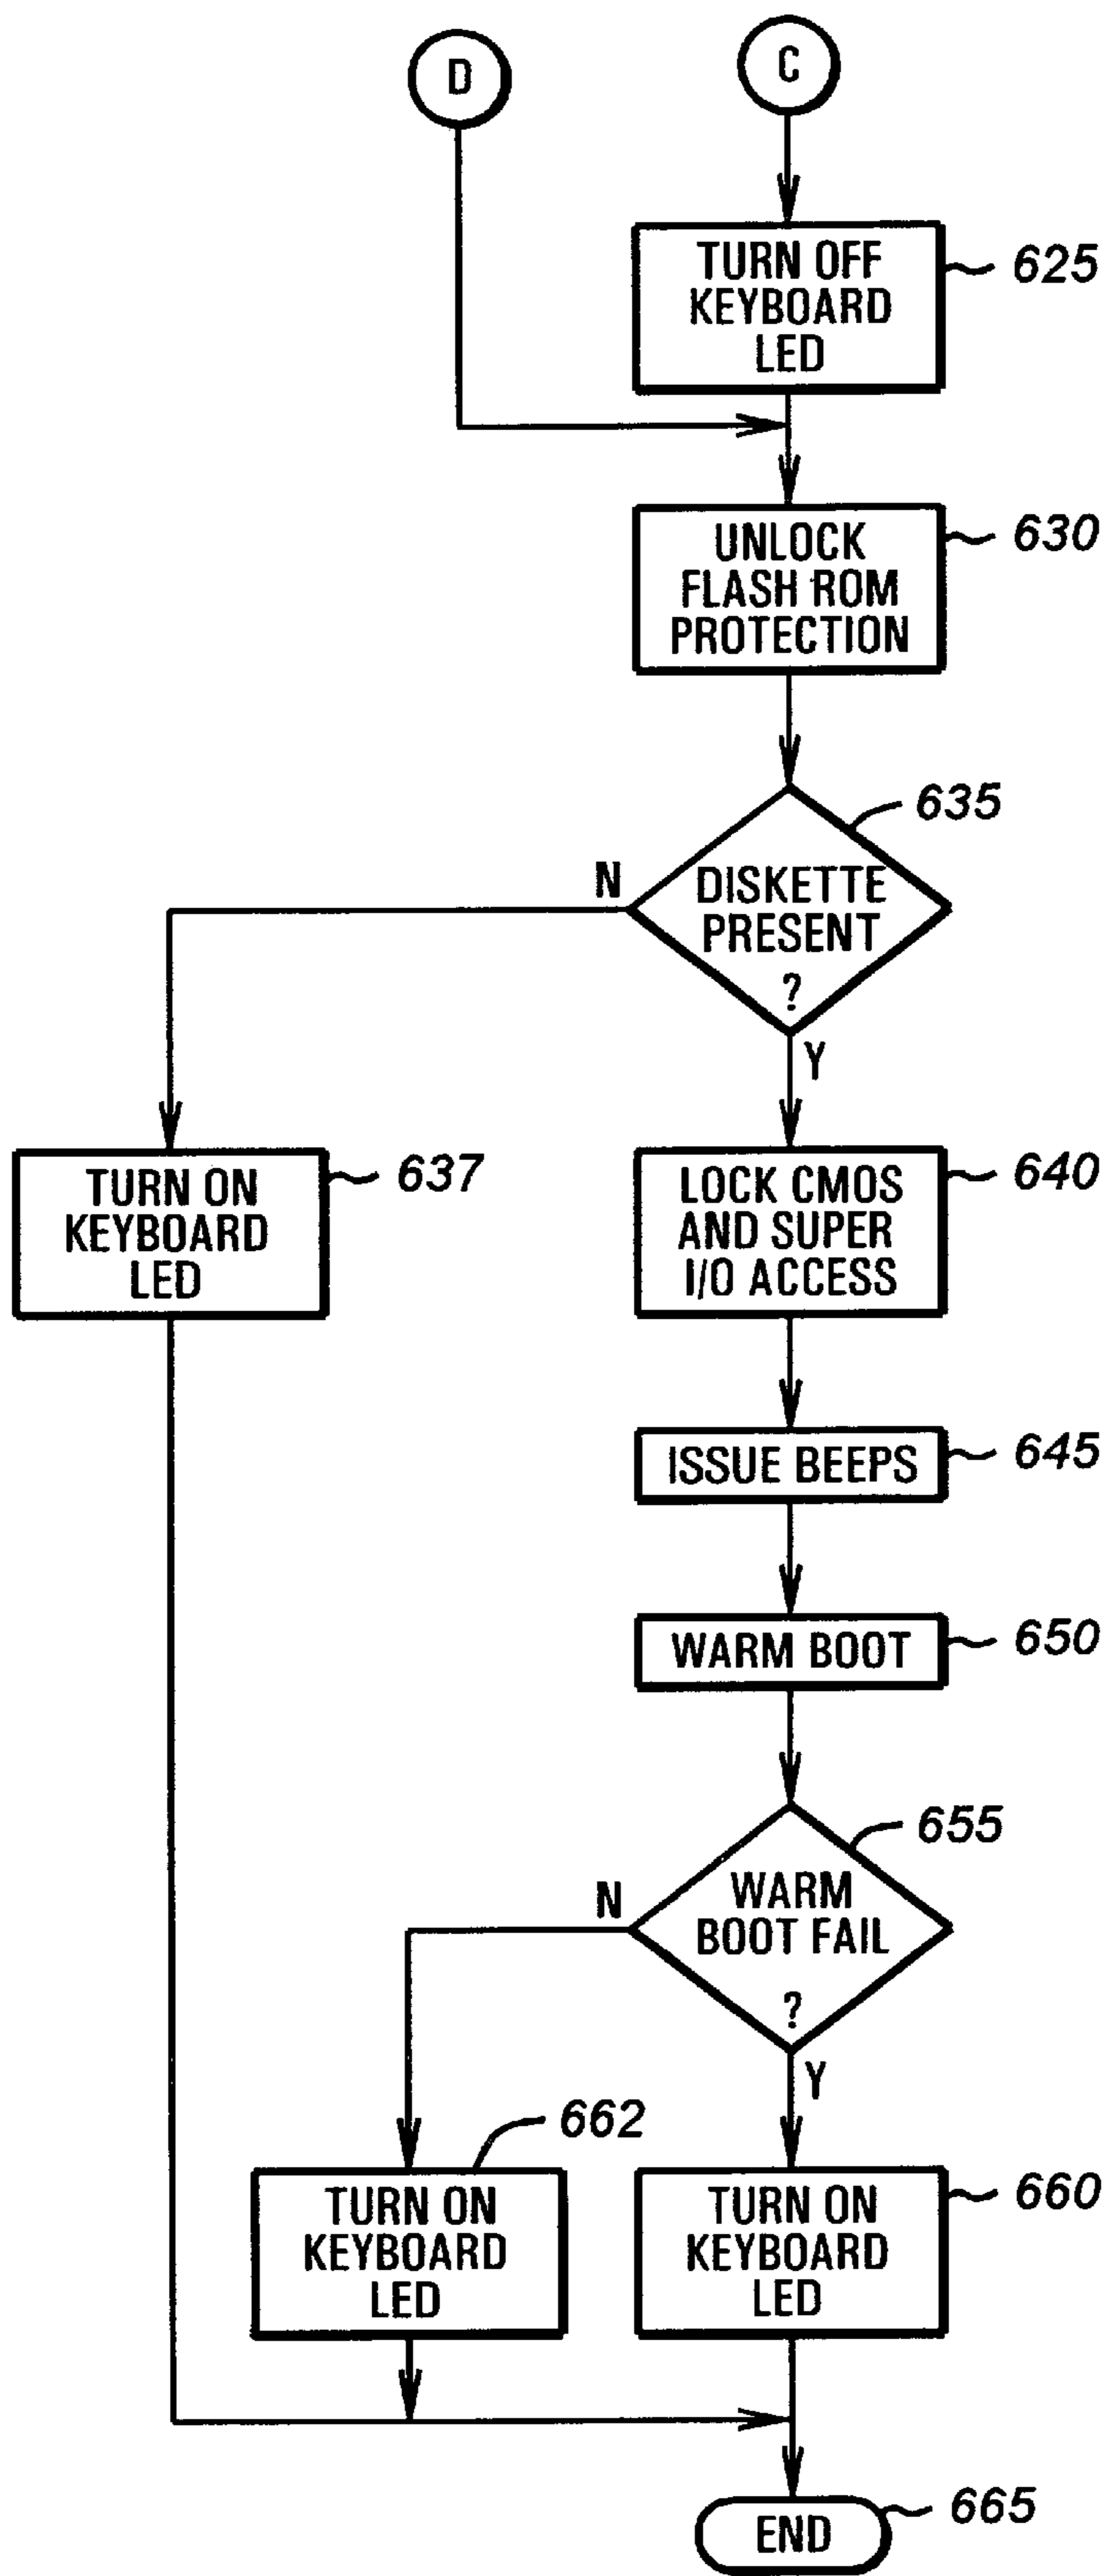 D
C
TURN OFF
KEYBOARD
LED
625
UNLOCK
FLASH ROM
PROTECTION
630
635
DISKETTE
PRESENT
?
N
Y
TURN ON
KEYBOARD
LED
637
LOCK CMOS
AND SUPER
I/O ACCESS
640
ISSUE BEEPS
645
WARM BOOT
650
655
WARM
BOOT FAIL
?
N
Y
662
TURN ON
KEYBOARD
LED
TURN ON
KEYBOARD
LED
660
END
665